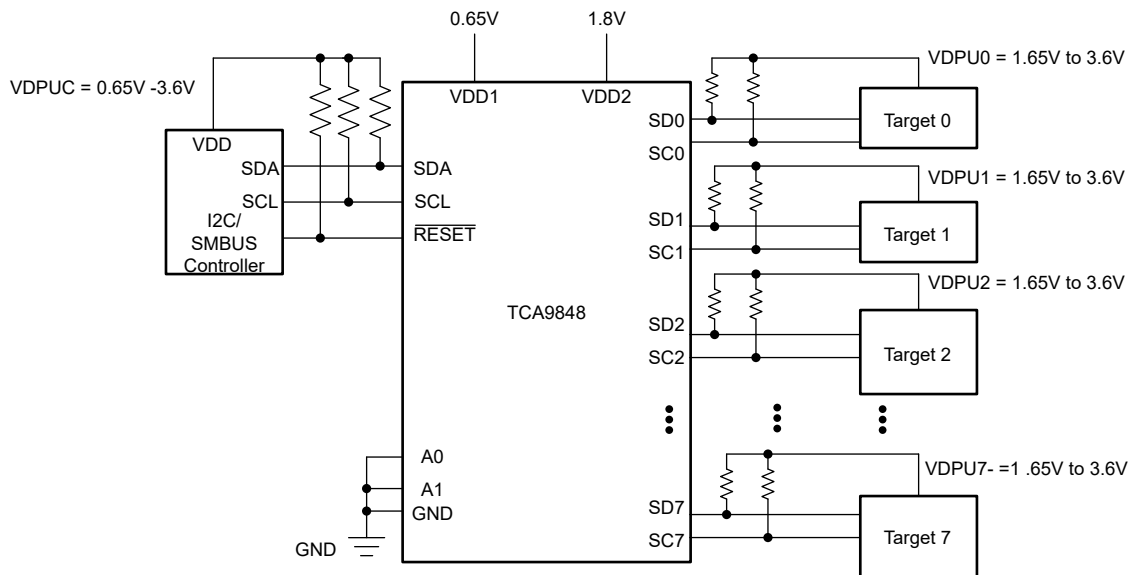 0.65V
1.8V
VDPUC = 0.65V -3.6V
VDD
SDA
SCL
I2C/
SMBUS
Controller
VDD1
VDD2
SDA
SCL
RESET
TCA9848
A0
A1
GND
GND
SD0
SC0
SD1
SC1
SD2
SC2
SD7
SC7
VDPU0 = 1.65V to 3.6V
Target 0
VDPU1 = 1.65V to 3.6V
Target 1
VDPU2 = 1.65V to 3.6V
Target 2
VDPU7- =1 .65V to 3.6V
Target 7